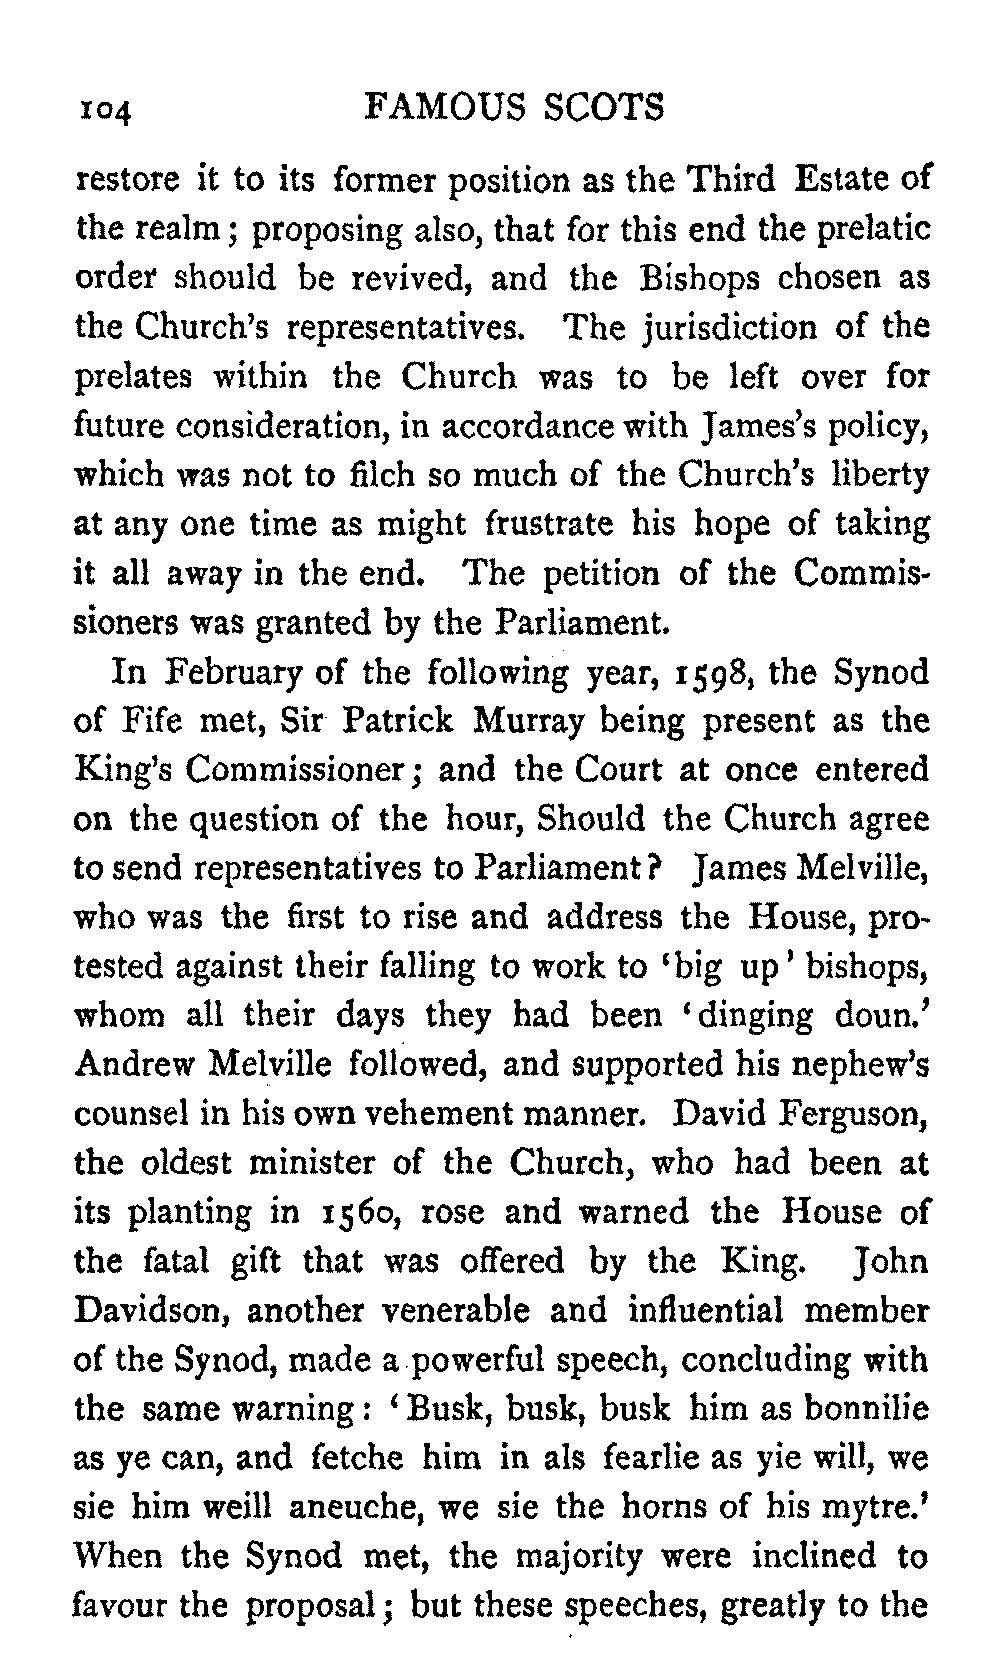 104 FAMOUS SCOTS
restore it to its former position as the Third Estate of
the realm; proposing also, that for this end the prelatic
order should be revived, and the Bishops chosen as
the Church's representatives. The jurisdiction of the
prelates within the Church was to be left over for
future consideration, in accordance with James's policy,
which was not to filch so much of the Church's liberty
at any one time as might frustrate his hope of taking
it all away in the end. The petition of the Commis-
sioners was granted by the Parliament.
In February of the following year, 1598, the Synod
of Fife met, Sir Patrick Murray being present as the
King's Commissioner; and the Court at once entered
on the question of the hour, Should the Church agree
to send representatives to Parliament? James Melville,
who was the first to rise and address the House, pro-
tested against their falling to work to 'big up' bishops,
whom all their days they had been 'dinging doun.'
Andrew Melville followed, and supported his nephew's
counsel in his own vehement manner. David Ferguson,
the oldest minister of the Church, who had been at
its planting in 1560, rose and warned the House of
the fatal gift that was offered by the King. John
Davidson, another venerable and influential member
of the Synod, made a powerful speech, concluding with
the same warning: 'Busk, busk, busk him as bonnilie
as ye can, and fetche him in als fearlie as yie will, we
sie him weill aneuche, we sie the horns of his mytre.'
When the Synod met, the majority were inclined to
favour the proposal; but these speeches, greatly to the